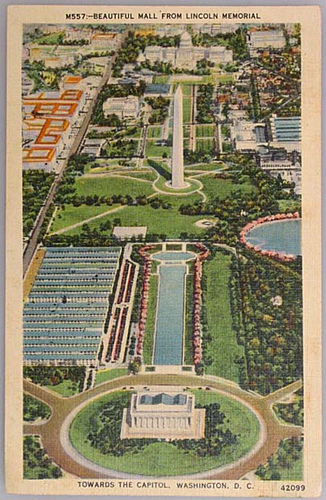 M557:-BEAUTIFUL MALL FROM LINCOLN MEMORIAL
TOWARDS THE CAPITOL, WASHINGTON, D. C.
42099